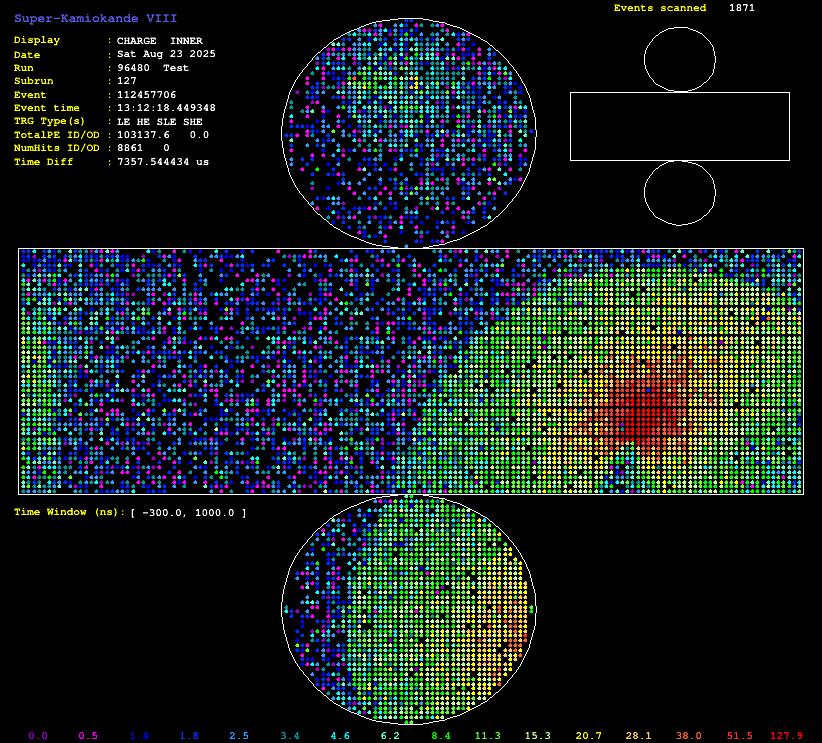 Super-Kamiokande VIII
Events scanned 1871
Display : CHARGE INNER
Date : Sat Aug 23 2025
Run : 96480 Test
Subrun : 127
Event : 112457706
Event time : 13:12:18.449348
TRG Type(s) : LE HE SLE SHE
TotalPE ID/OD : 103137.6 0.0
NumHits ID/OD : 8861 0
Time Diff : 7357.544434 us
Time Window (ns): [ -300.0, 1000.0 ]
0.0 0.5 1.4 1.8 2.5 3.4 4.6 6.2 8.4 11.3 15.3 20.7 28.1 38.0 51.5 127.9